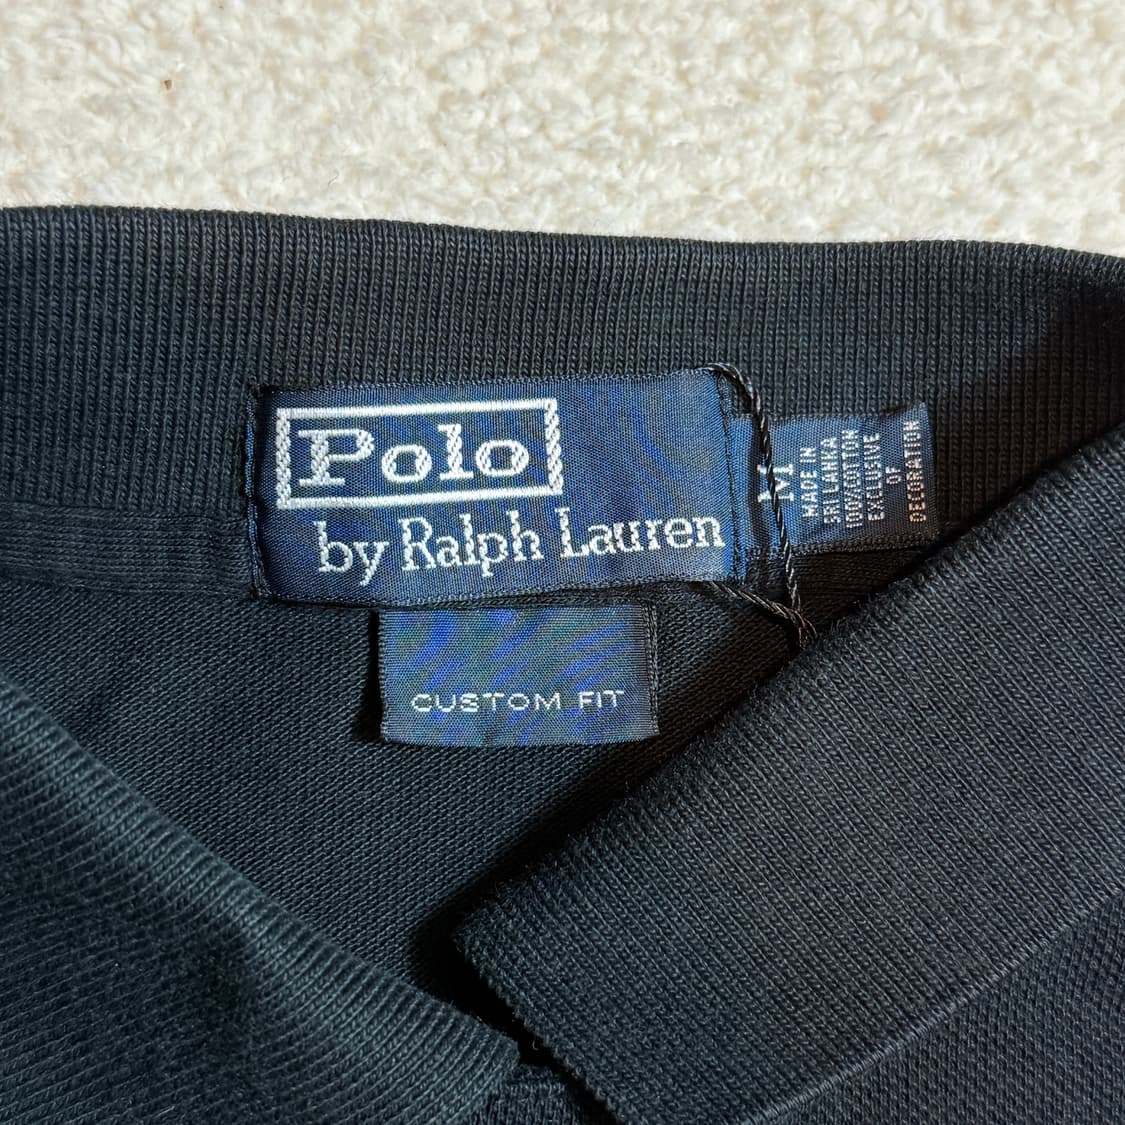 Polo
by Ralph Lauren
M
MADE IN
SRI LANKA
100% COTTON
EXCLUSIVE
OF
DECORATION
CUSTOM FIT